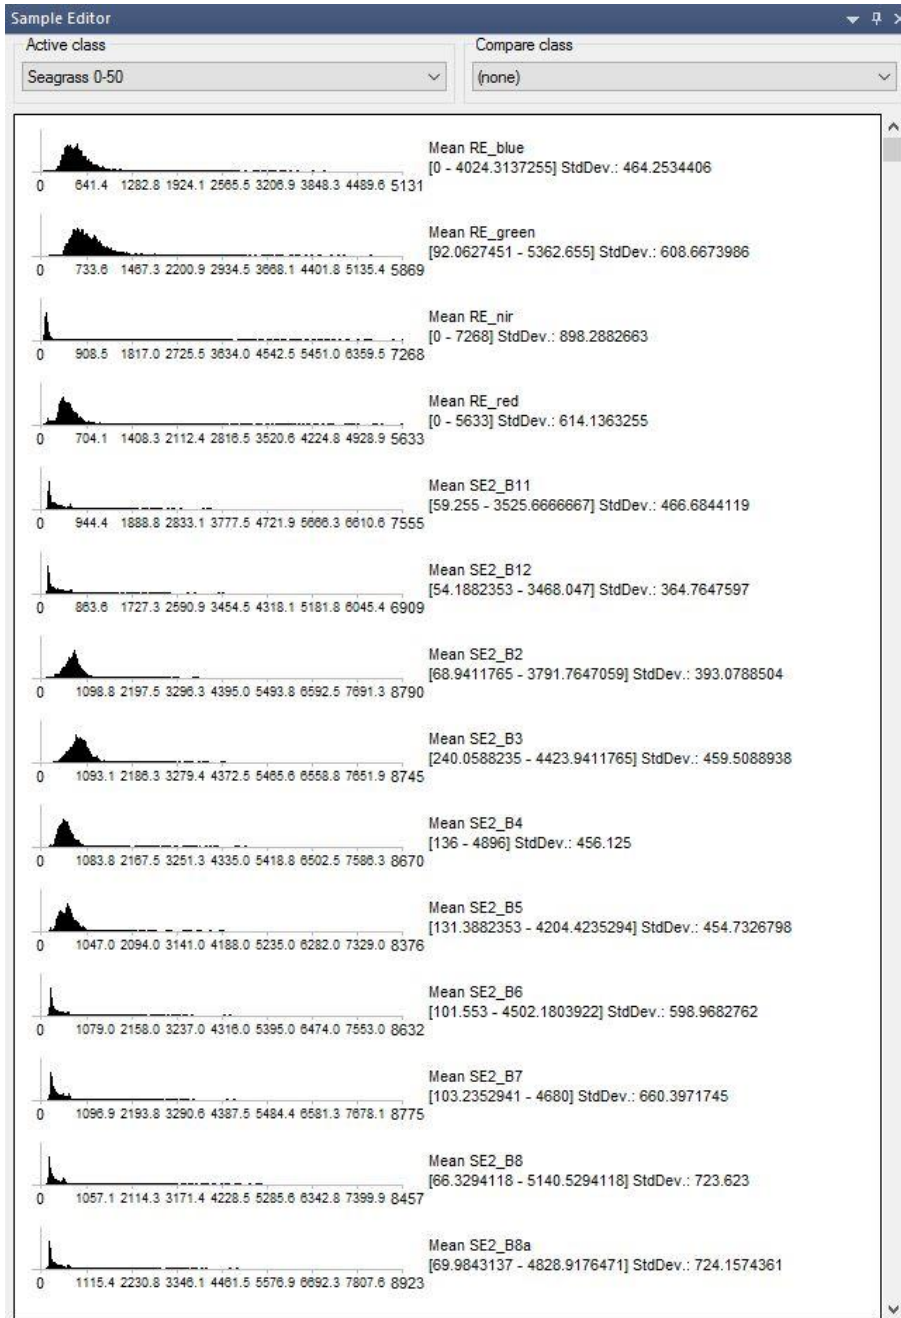 Sample Editor
Active class
Compare class
Seagrass 0-50
(none)
Mean RE_blue
[0 - 4024.3137255] StdDev.: 464.2534406
0 641.4 1282.8 1924.1 2565.5 3206.9 3848.3 4489.6 5131
Mean RE_green
[92.0627451 - 5362.655] StdDev.: 608.6673986
0 733.6 1467.3 2200.9 2934.5 3668.1 4401.8 5135.4 5869
Mean RE_nir
[0 - 7268] StdDev.: 898.2882663
0 908.5 1817.0 2725.5 3634.0 4542.5 5451.0 6359.5 7268
Mean RE_red
[0 - 5633] StdDev.: 614.1363255
0 704.1 1408.3 2112.4 2816.5 3520.6 4224.8 4928.9 5633
Mean SE2_B11
[59.255 - 3525.6666667] StdDev.: 466.6844119
0 944.4 1888.8 2833.1 3777.5 4721.9 5666.3 6610.6 7555
Mean SE2_B12
[54.1882353 - 3468.047] StdDev.: 364.7647597
0 863.6 1727.3 2590.9 3454.5 4318.1 5181.8 6045.4 6909
Mean SE2_B2
[68.9411765 - 3791.7647059] StdDev.: 393.0788504
0 1098.8 2197.5 3296.3 4395.0 5493.8 6592.5 7691.3 8790
Mean SE2_B3
[240.0588235 - 4423.9411765] StdDev.: 459.5088938
0 1093.1 2186.3 3279.4 4372.5 5465.6 6558.8 7651.9 8745
Mean SE2_B4
[136 - 4896] StdDev.: 456.125
0 1083.8 2167.5 3251.3 4335.0 5418.8 6502.5 7586.3 8670
Mean SE2_B5
[131.3882353 - 4204.4235294] StdDev.: 454.7326798
0 1047.0 2094.0 3141.0 4188.0 5235.0 6282.0 7329.0 8376
Mean SE2_B6
[101.553 - 4502.1803922] StdDev.: 598.9682762
0 1079.0 2158.0 3237.0 4316.0 5395.0 6474.0 7553.0 8632
Mean SE2_B7
[103.2352941 - 4680] StdDev.: 660.3971745
0 1096.9 2193.8 3290.6 4387.5 5484.4 6581.3 7678.1 8775
Mean SE2_B8
[66.3294118 - 5140.5294118] StdDev.: 723.623
0 1057.1 2114.3 3171.4 4228.5 5285.6 6342.8 7399.9 8457
Mean SE2_B8a
[69.9843137 - 4828.9176471] StdDev.: 724.1574361
0 1115.4 2230.8 3346.1 4461.5 5576.9 6692.3 7807.6 8923